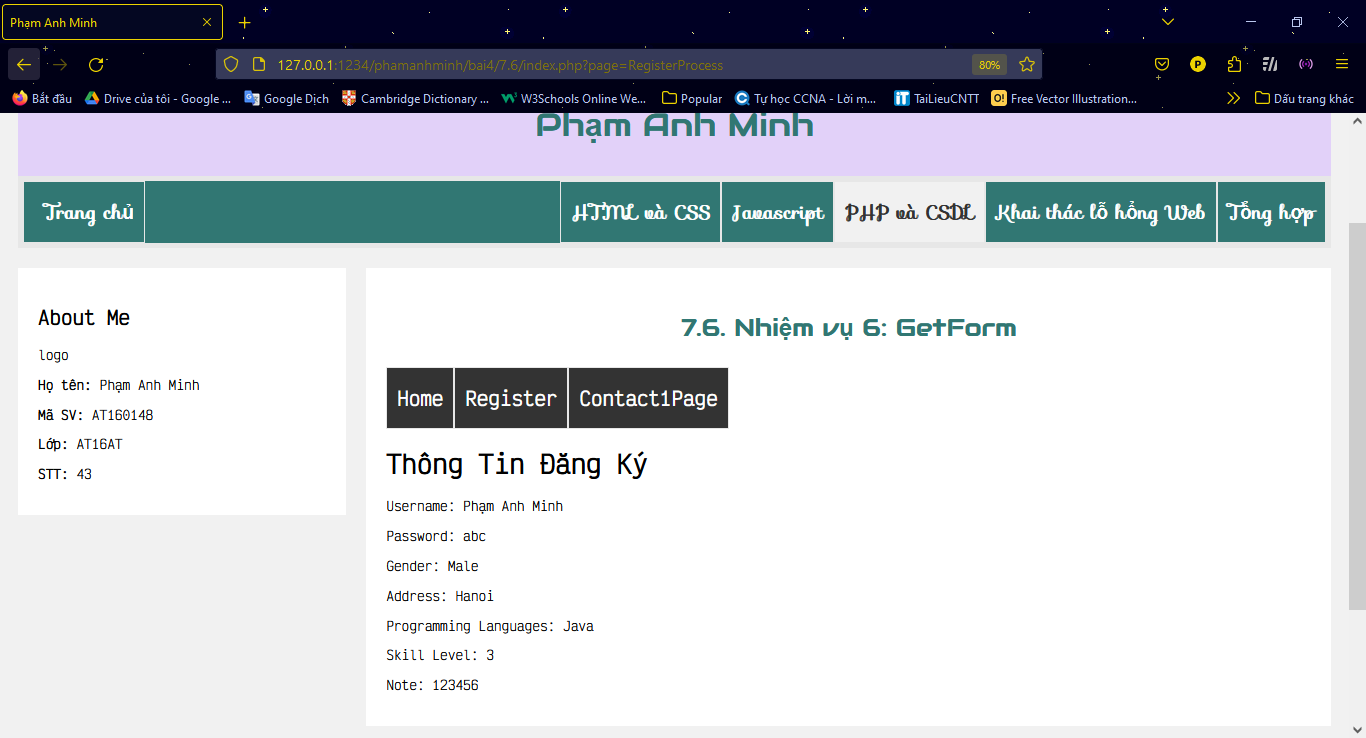 Phạm Anh Minh
127.0.0.1:1234/phamanhminh/bai4/7.6/index.php?page=RegisterProcess
80%
Bắt đầu Drive của tôi - Google ... Google Dịch Cambridge Dictionary ... W3Schools Online We... Popular Tự học CCNA - Lời m... TaiLieuCNTT Free Vector Illustration... Dấu trang khác
Phạm Anh Minh
Trang chủ HTML và CSS Javascript PHP và CSDL Khai thác lỗ hổng Web Tổng hợp
About Me
logo
Họ tên: Phạm Anh Minh
Mã SV: AT160148
Lớp: AT16AT
STT: 43
7.6. Nhiệm vụ 6: GetForm
Home Register Contact1Page
Thông Tin Đăng Ký
Username: Phạm Anh Minh
Password: abc
Gender: Male
Address: Hanoi
Programming Languages: Java
Skill Level: 3
Note: 123456